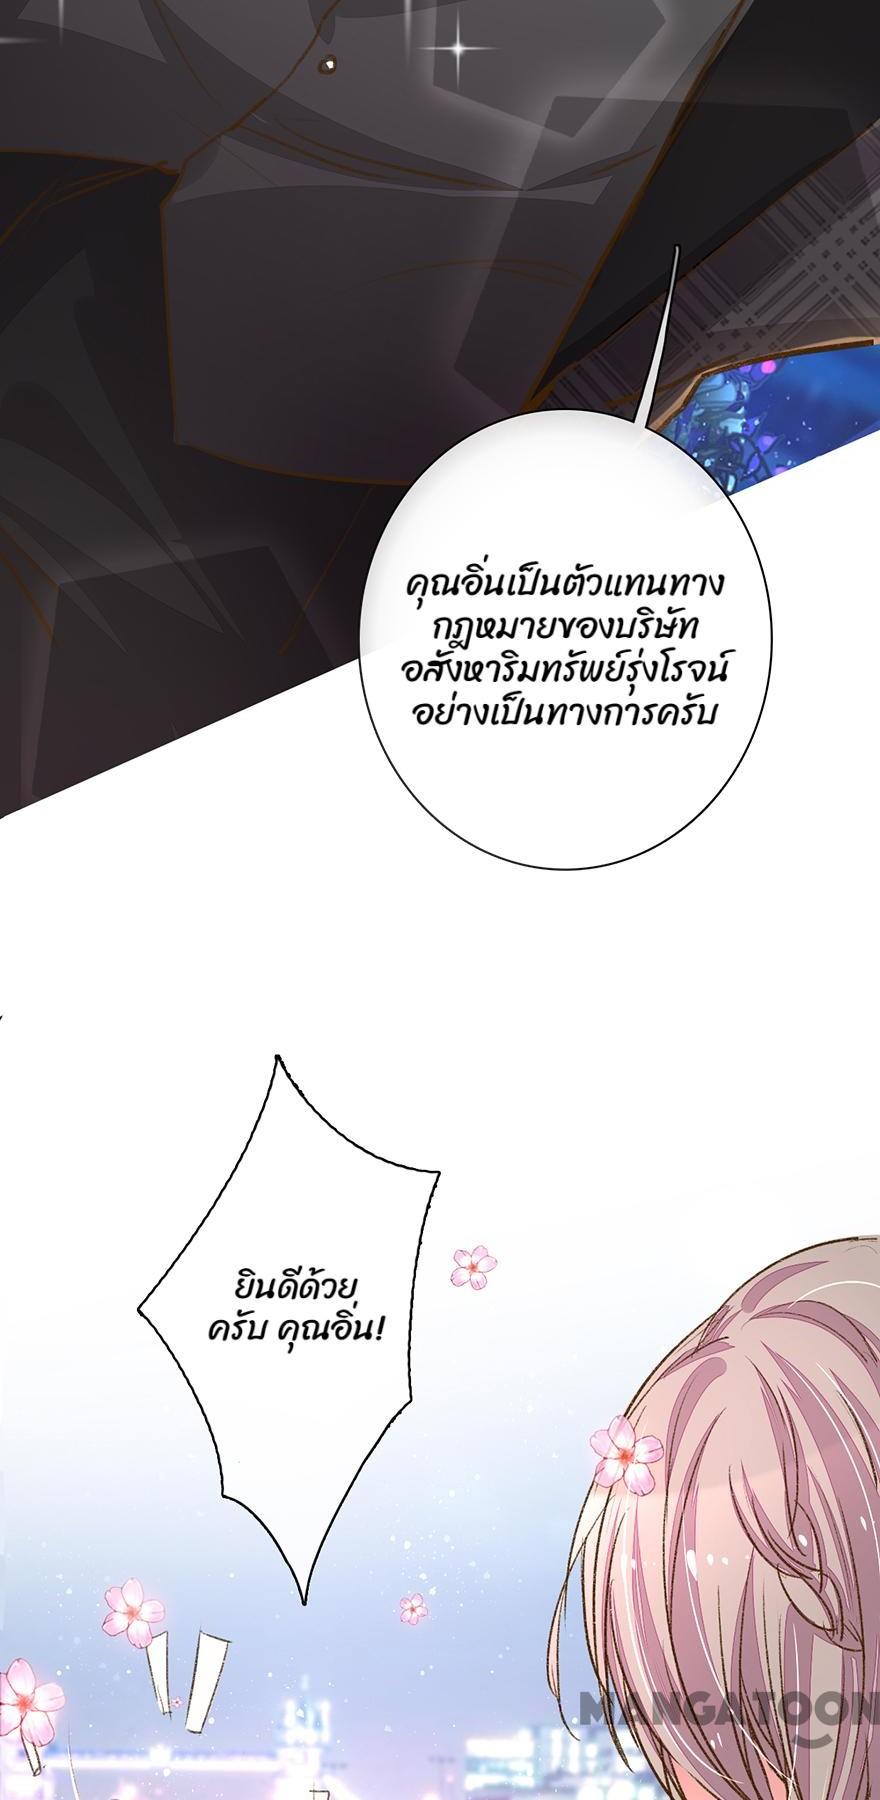 คุณอิ่นเป็นตัวแทนทาง
กฎหมายของบริษัท
อสังหาริมทรัพย์รุ่งโรจน์
อย่างเป็นทางการครับ
ยินดีด้วย
ครับ คุณอิ่น!
MANGATOON